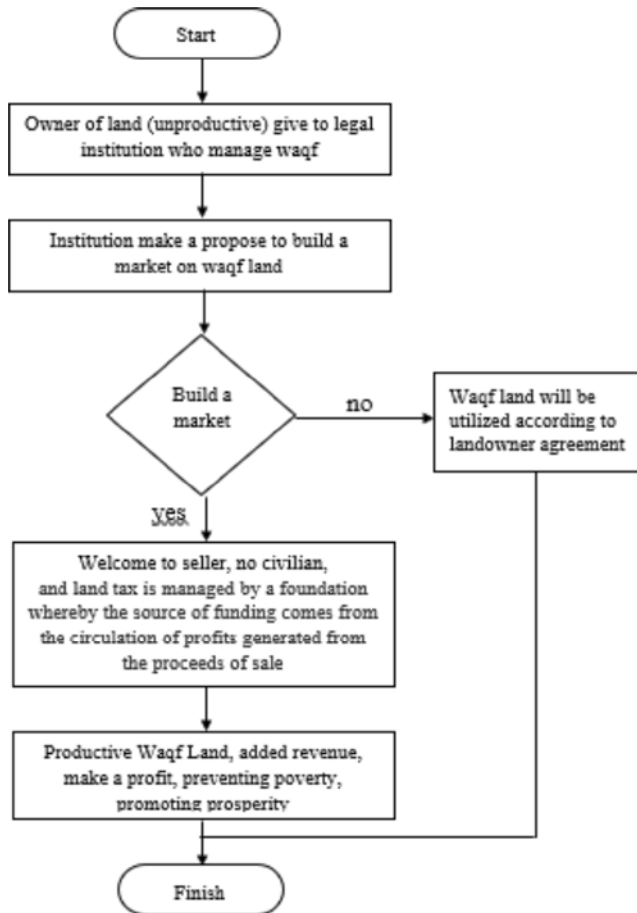 Start
Owner of land (unproductive) give to legal
institution who manage waqf
Institution make a propose to build a
market on waqf land
Build a
market
no
Waqf land will be
utilized according to
landowner agreement
yes
Welcome to seller, no civilian,
and land tax is managed by a foundation
whereby the source of funding comes from
the circulation of profits generated from
the proceeds of sale
Productive Waqf Land, added revenue,
make a profit, preventing poverty,
promoting prosperity
Finish